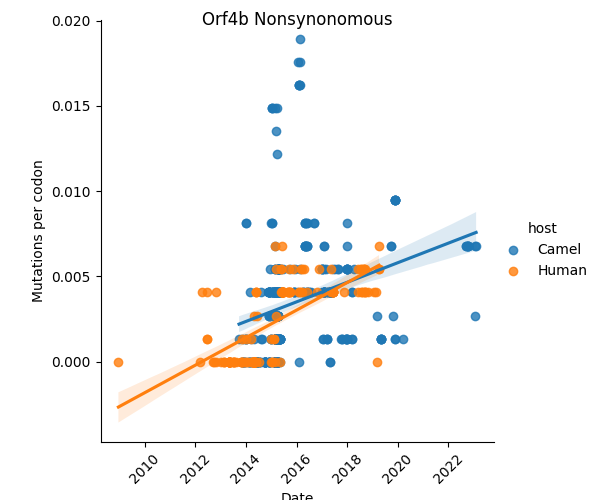 Orf4b Nonsynonomous
0.020
0.015
0.010
0.005
0.000
Mutations per codon
2010
2012
2014
2016
2018
2020
2022
Date
host
Camel
Human